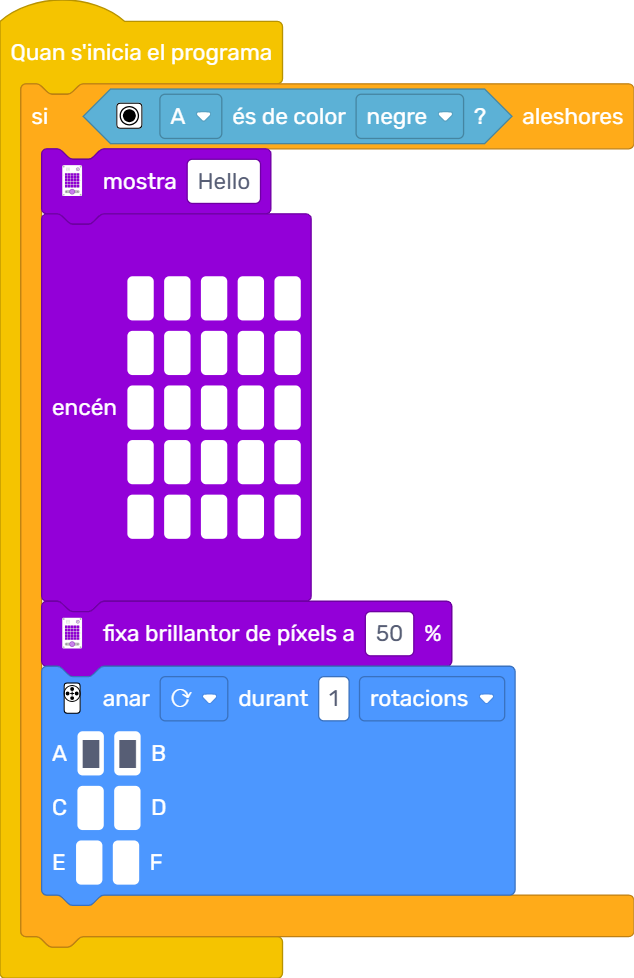 Quan s'inicia el programa
si A és de color negre ? aleshores
mostra Hello
encén
fixa brillantor de píxels a 50 %
anar durant 1 rotacions
A B
C D
E F